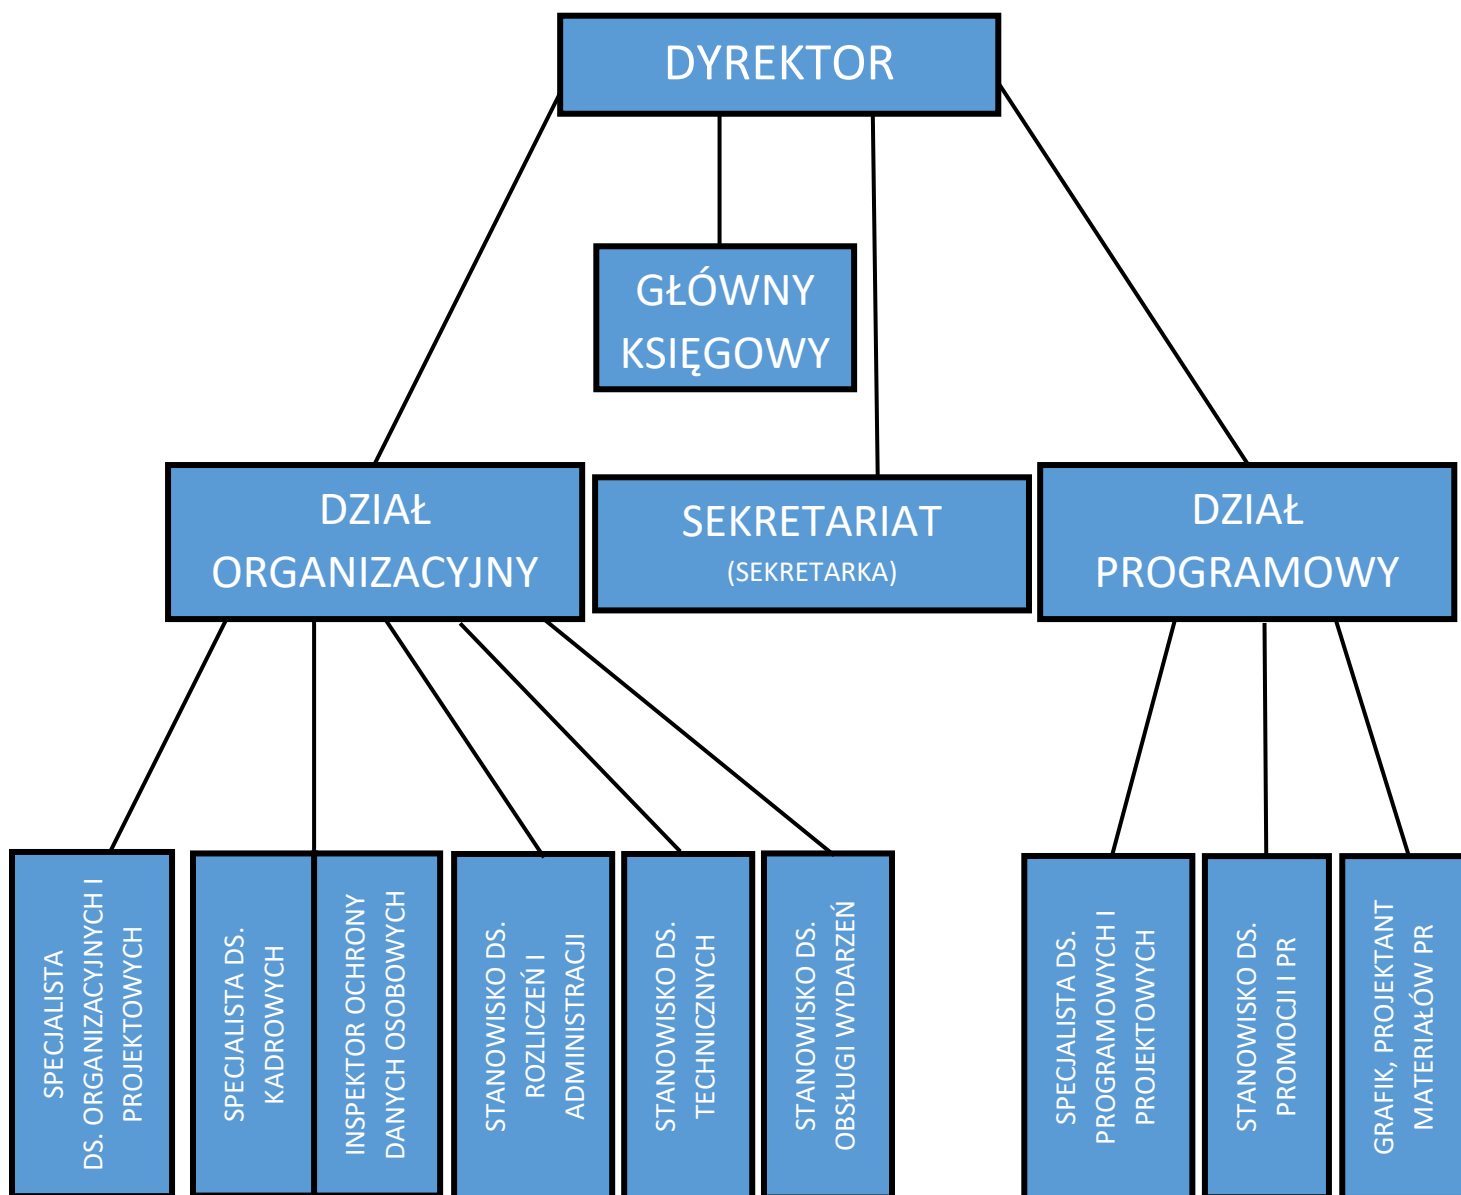 DYREKTOR
GŁÓWNY
KSIĘGOWY
DZIAŁ
ORGANIZACYJNY
SEKRETARIAT
(SEKRETARKA)
DZIAŁ
PROGRAMOWY
SPECJALISTA
DS. ORGANIZACYJNYCH I
PROJEKTOWYCH
SPECJALISTA DS.
KADROWYCH
INSPEKTOR OCHRONY
DANYCH OSOBOWYCH
STANOWISKO DS.
ROZLICZEŃ I
ADMINISTRACJI
STANOWISKO DS.
TECHNICZNYCH
STANOWISKO DS.
OBSŁUGI WYDARZEŃ
SPECJALISTA DS.
PROGRAMOWYCH I
PROJEKTOWYCH
STANOWISKO DS.
PROMOCJI I PR
GRAFIK, PROJEKTANT
MATERIAŁÓW PR